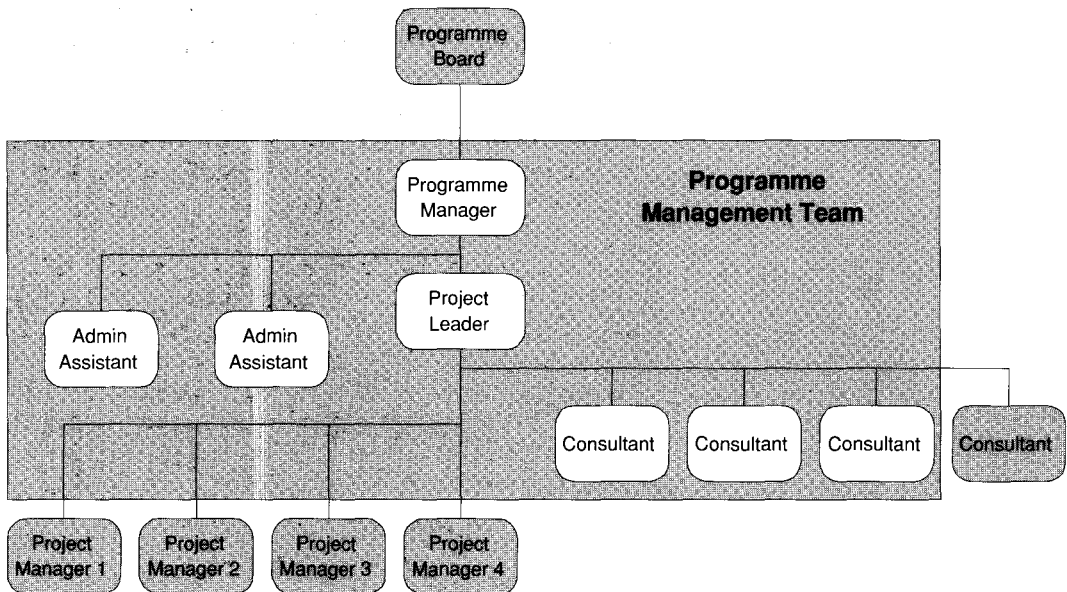 Programme
Board
Programme
Manager
Programme
Management Team
Project
Leader
Admin
Assistant
Admin
Assistant
Consultant
Consultant
Consultant
Consultant
Project
Manager 1
Project
Manager 2
Project
Manager 3
Project
Manager 4